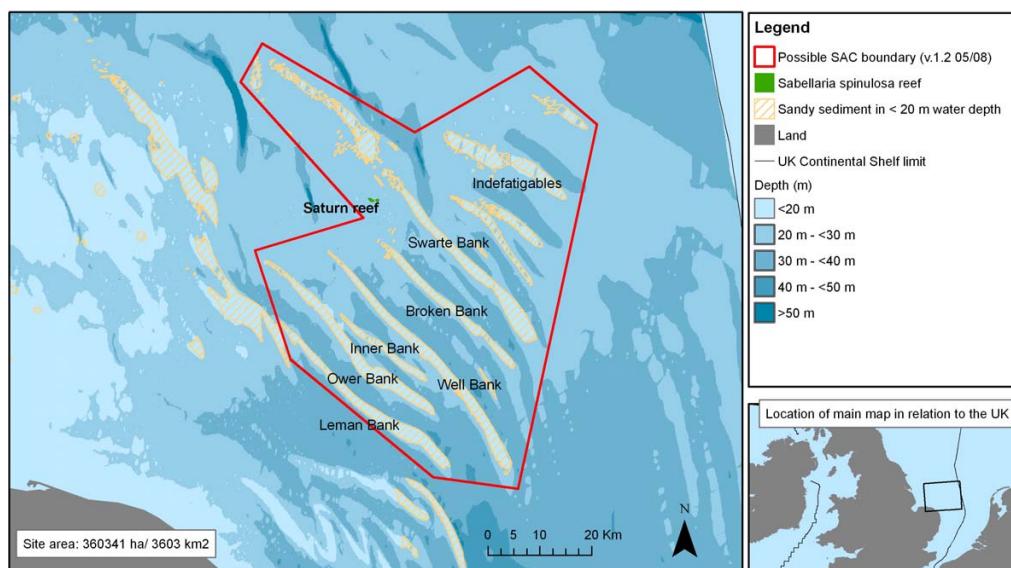 Indefatigables
Saturn reef
Swarte Bank
Broken Bank
Inner Bank
Ower Bank
Well Bank
Leman Bank
N
0 5 10 20 Km
Site area: 360341 ha/ 3603 km2
Legend
Possible SAC boundary (v.1.2 05/08)
Sabellaria spinulosa reef
Sandy sediment in < 20 m water depth
Land
UK Continental Shelf limit
Depth (m)
<20 m
20 m - <30 m
30 m - <40 m
40 m - <50 m
>50 m
Location of main map in relation to the UK